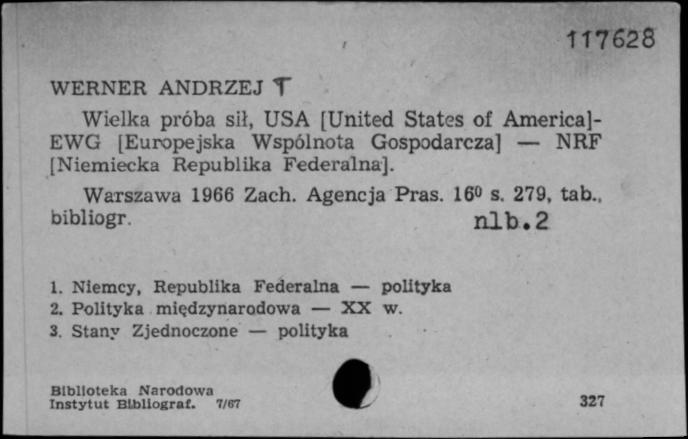 117628
WERNER ANDRZEJ T
Wielka próba sił, USA [United States of America]-
EWG [Europejska Wspólnota Gospodarcza] — NRF
[Niemiecka Republika Federalna].
Warszawa 1966 Zach. Agencja Pras. 16⁰ s. 279, tab.,
bibliogr. nlb.2
1. Niemcy, Republika Federalna — polityka
2. Polityka międzynarodowa — XX w.
3. Stany Zjednoczone — polityka
Biblioteka Narodowa
Instytut Bibliograf. 7/67 327